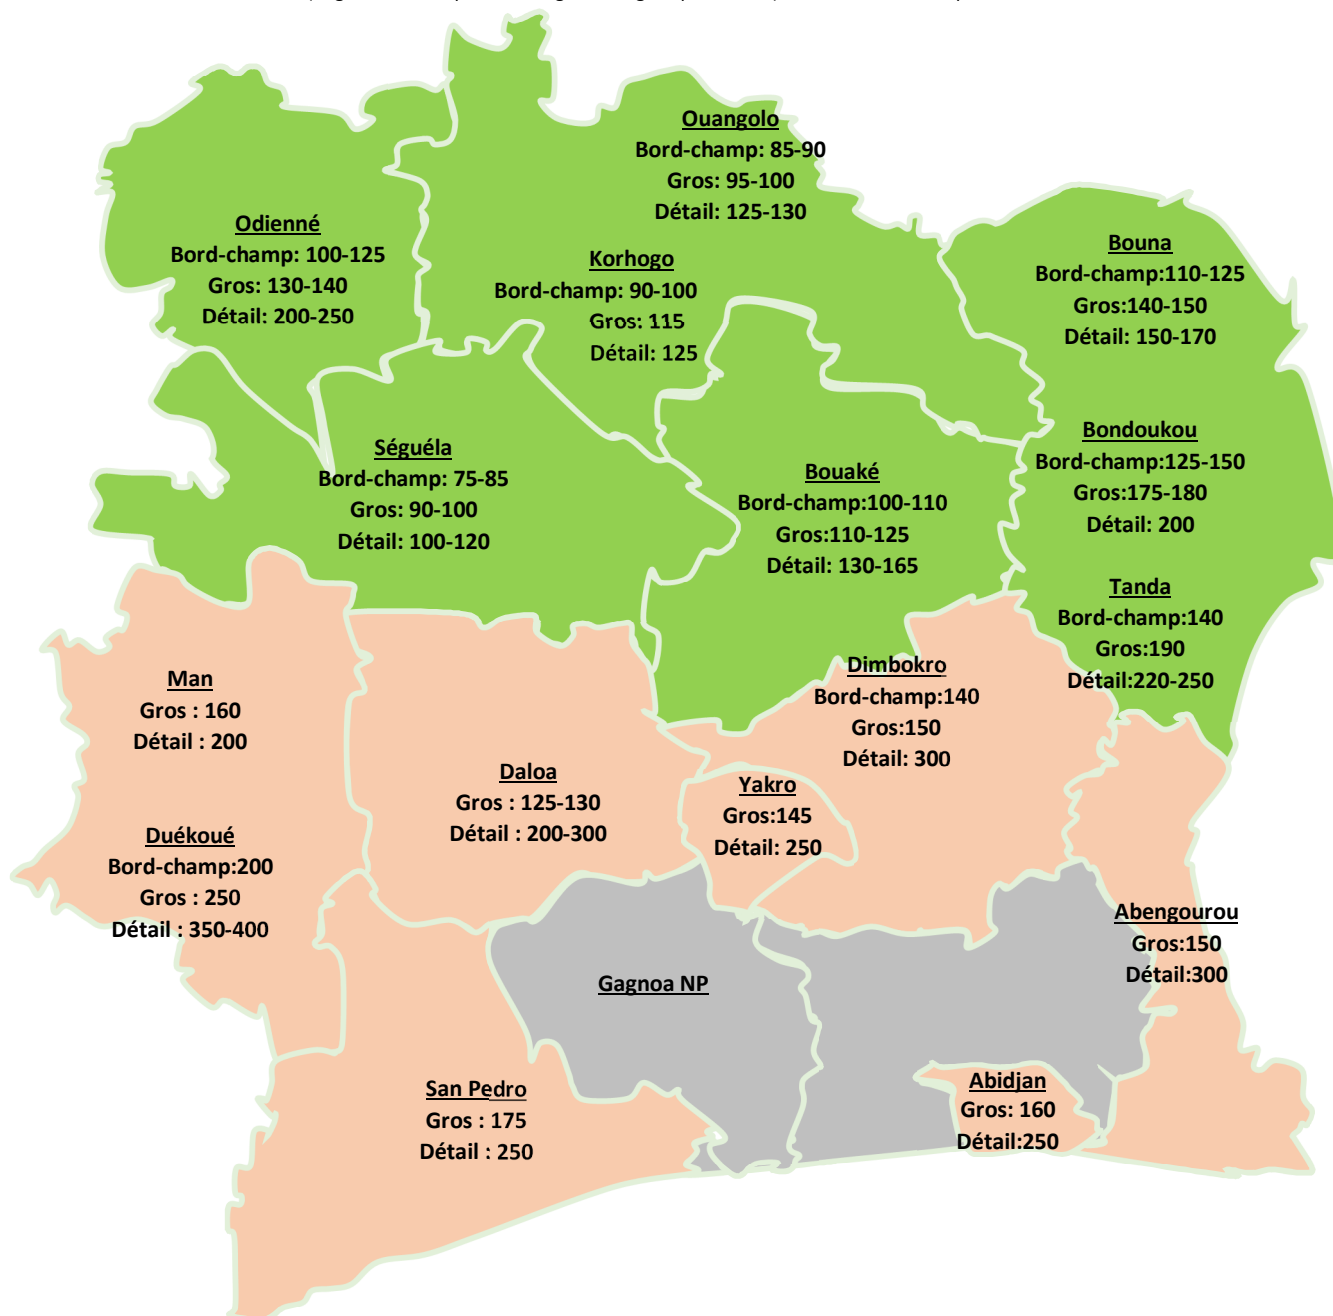 Ouangolo
Bord-champ: 85-90
Gros: 95-100
Détail: 125-130
Odienné
Bord-champ: 100-125
Gros: 130-140
Détail: 200-250
Korhogo
Bord-champ: 90-100
Gros: 115
Détail: 125
Bouna
Bord-champ:110-125
Gros:140-150
Détail: 150-170
Séguéla
Bord-champ: 75-85
Gros: 90-100
Détail: 100-120
Bouaké
Bord-champ:100-110
Gros:110-125
Détail: 130-165
Bondoukou
Bord-champ:125-150
Gros:175-180
Détail: 200
Tanda
Bord-champ:140
Gros:190
Détail:220-250
Man
Gros : 160
Détail : 200
Dimbokro
Bord-champ:140
Gros:150
Détail: 300
Daloa
Gros : 125-130
Détail : 200-300
Yakro
Gros:145
Détail: 250
Duékoué
Bord-champ:200
Gros : 250
Détail : 350-400
Abengourou
Gros:150
Détail:300
Gagnoa NP
San Pedro
Gros : 175
Détail : 250
Abidjan
Gros: 160
Détail:250